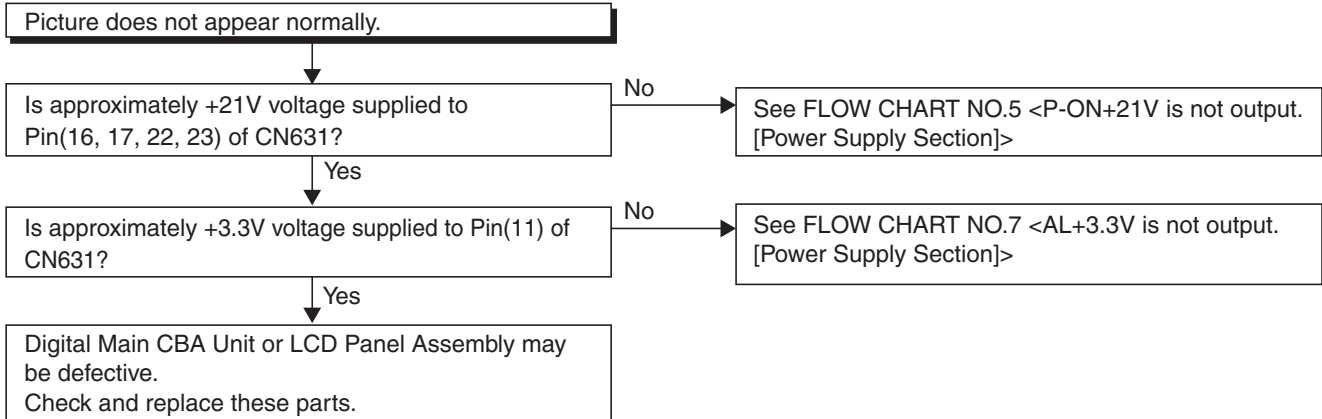 Picture does not appear normally.
Is approximately +21V voltage supplied to
Pin(16, 17, 22, 23) of CN631?
No
See FLOW CHART NO.5 <P-ON+21V is not output.
[Power Supply Section]>
Yes
Is approximately +3.3V voltage supplied to Pin(11) of
CN631?
No
See FLOW CHART NO.7 <AL+3.3V is not output.
[Power Supply Section]>
Yes
Digital Main CBA Unit or LCD Panel Assembly may
be defective.
Check and replace these parts.